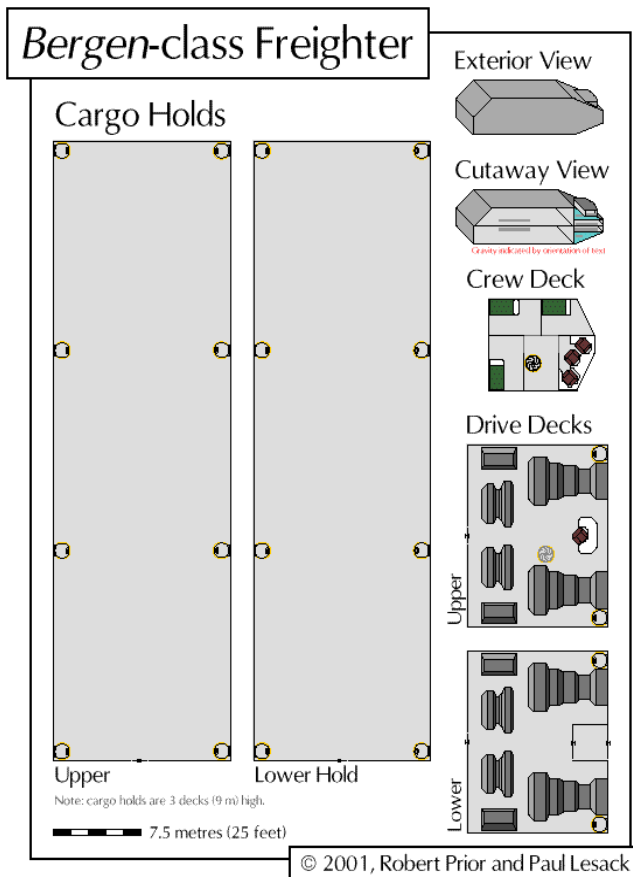 Bergen-class Freighter
Exterior View
Cargo Holds
Cutaway View
Gravity indicated by orientation of text
Crew Deck
Drive Decks
Upper
Lower
Upper
Lower Hold
Note: cargo holds are 3 decks (9 m) high.
7.5 metres (25 feet)
© 2001, Robert Prior and Paul Lesack